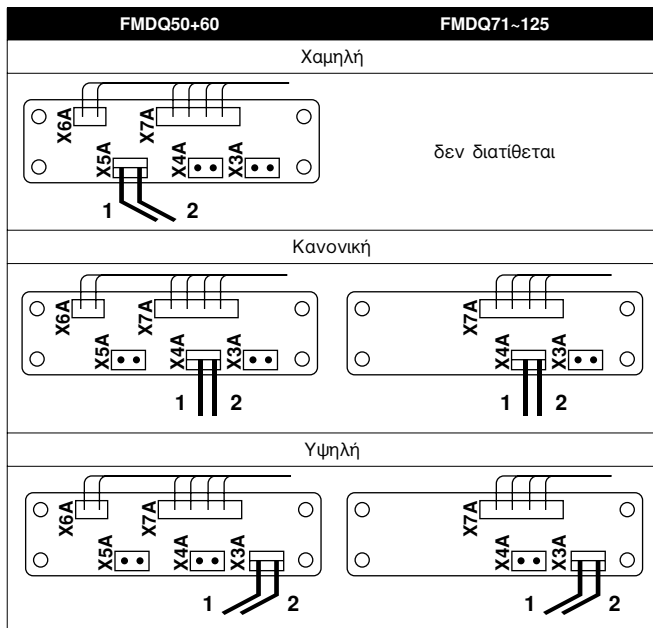 FMDQ50+60 FMDQ71~125
Χαμηλή
X6A X7A
X5A X4A X3A
1 2
δεν διατίθεται
Κανονική
X6A X7A X7A
X5A X4A X3A X4A X3A
1 2 1 2
Υψηλή
X6A X7A X7A
X5A X4A X3A X4A X3A
1 2 1 2